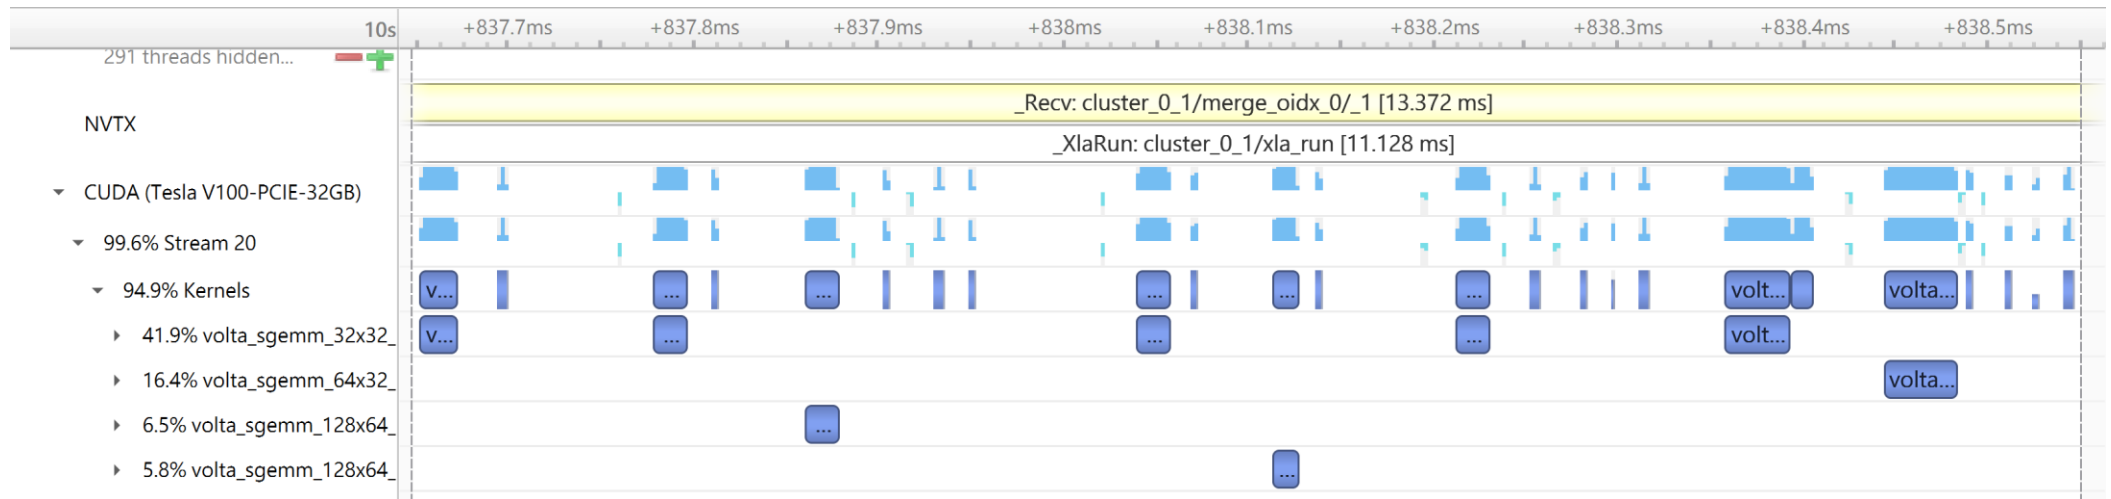 10s +837.7ms +837.8ms +837.9ms +838ms +838.1ms +838.2ms +838.3ms +838.4ms +838.5ms
291 threads hidden...
_Recv: cluster_0_1/merge_oidx_0/_1 [13.372 ms]
NVTX
_XlaRun: cluster_0_1/xla_run [11.128 ms]
CUDA (Tesla V100-PCIE-32GB)
99.6% Stream 20
94.9% Kernels v... ... ... ... ... ... volt... volta...
41.9% volta_sgemm_32x32_ v... ... ... ... volt...
16.4% volta_sgemm_64x32_ volta...
6.5% volta_sgemm_128x64_ ...
5.8% volta_sgemm_128x64_ ...